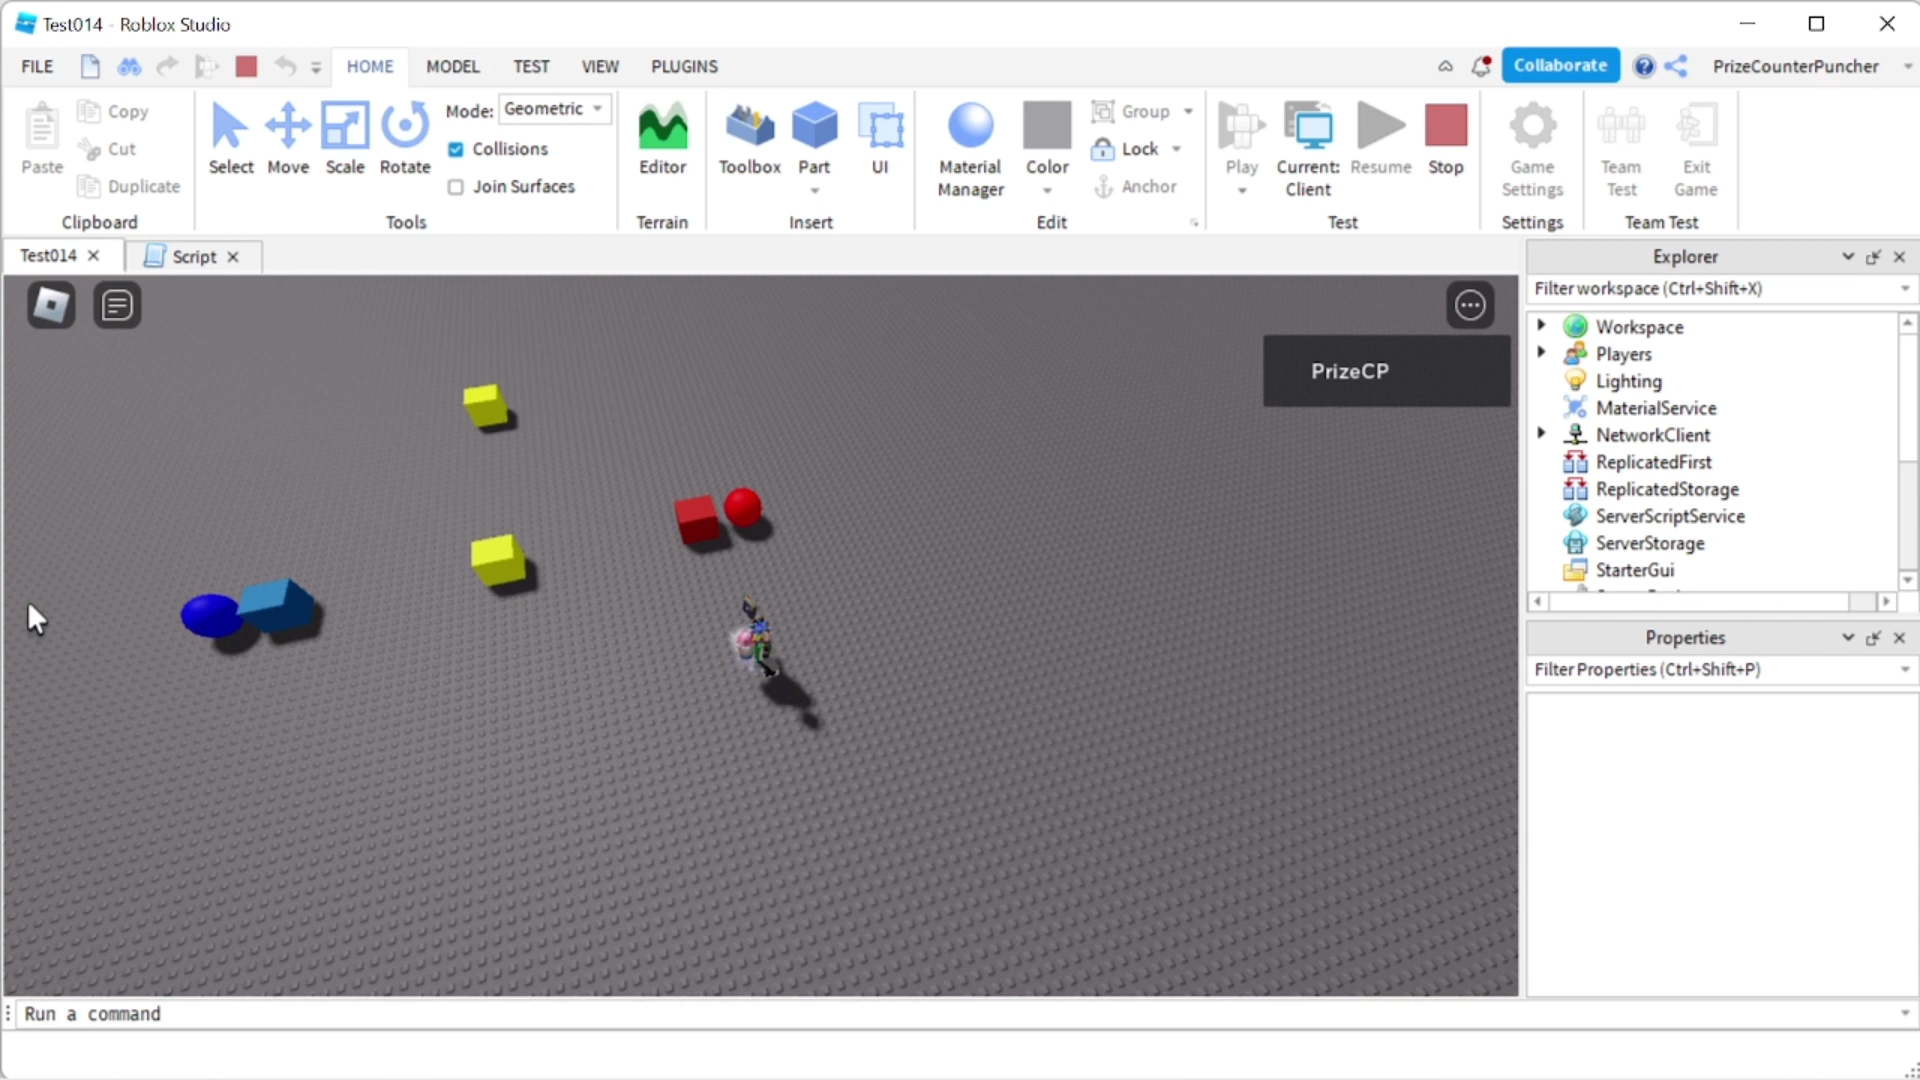 Test014 - Roblox Studio
FILE HOME MODEL TEST VIEW PLUGINS Collaborate PrizeCounterPuncher
Paste Copy Cut Duplicate
Clipboard
Select Move Scale Rotate Mode: Geometric
Collisions
Join Surfaces
Tools
Editor
Terrain
Toolbox Part UI
Insert
Material Manager Color Group Lock Anchor
Edit
Play Current: Client Resume Stop
Test
Game Settings
Settings
Team Test Exit Game
Team Test
Test014 Script
PrizeCP
Explorer
Filter workspace (Ctrl+Shift+X)
Workspace
Players
Lighting
MaterialService
NetworkClient
ReplicatedFirst
ReplicatedStorage
ServerScriptService
ServerStorage
StarterGui
Properties
Filter Properties (Ctrl+Shift+P)
Run a command